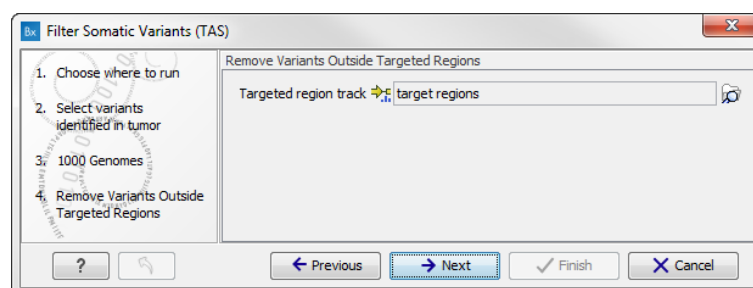 Bx Filter Somatic Variants (TAS)
1. Choose where to run
2. Select variants
identified in tumor
3. 1000 Genomes
4. Remove Variants Outside
Targeted Regions
Remove Variants Outside Targeted Regions
Targeted region track target regions
? Previous Next Finish Cancel